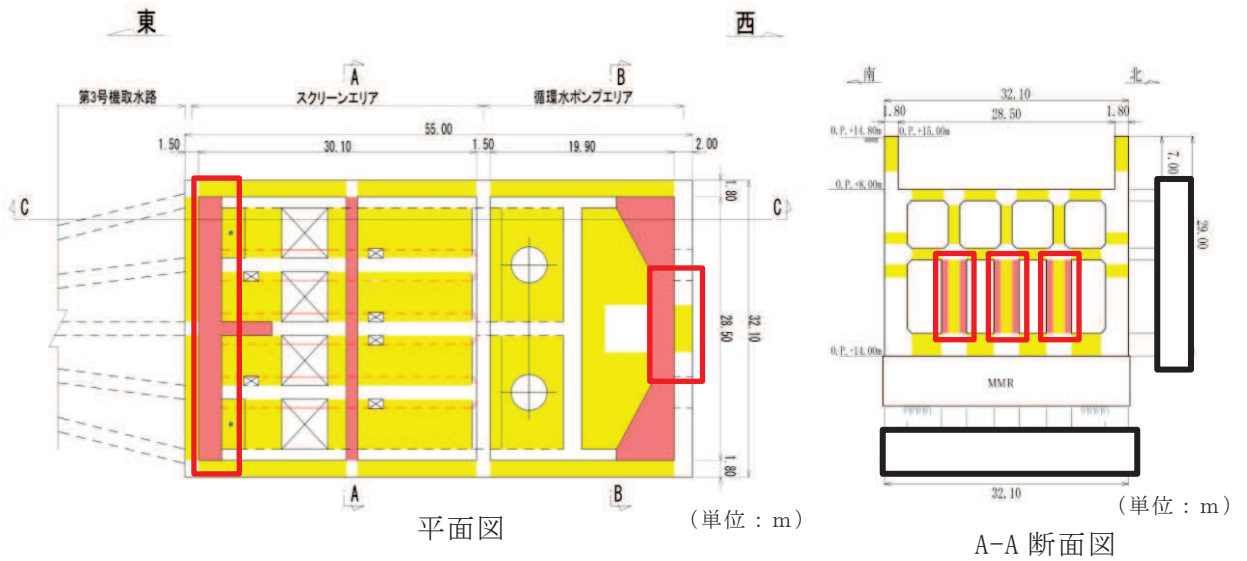 東
西
A
B
第3号機取水路
スクリーンエリア
循環水ポンプエリア
55.00
1.50
30.10
1.50
19.90
2.00
1.80
C
C
28.50
32.10
1.80
A
B
平面図
(単位:m)
南
北
32.10
1.80
28.50
1.80
O.P.+14.80m
O.P.+15.00m
7.00
O.P.+8.00m
29.00
O.P.+14.00m
MMR
32.10
(単位:m)
A-A 断面図